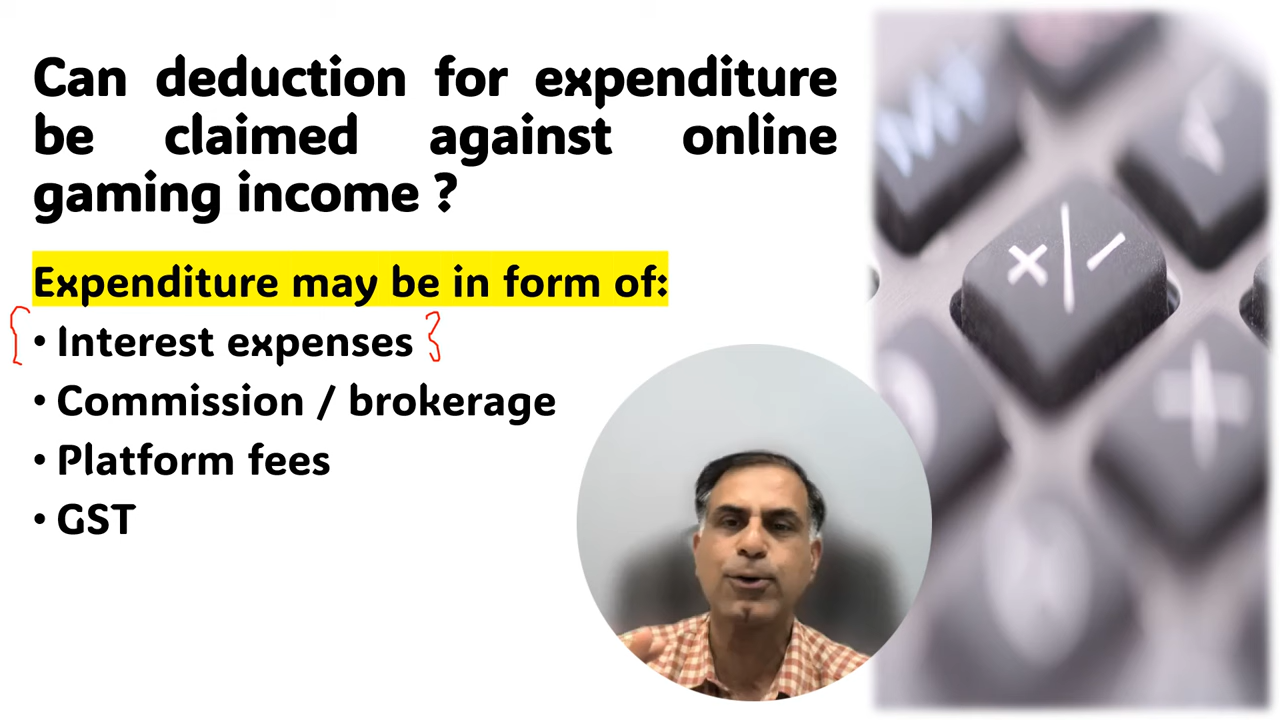 Can deduction for expenditure
be claimed against online
gaming income ?
Expenditure may be in form of:
• Interest expenses
• Commission / brokerage
• Platform fees
• GST